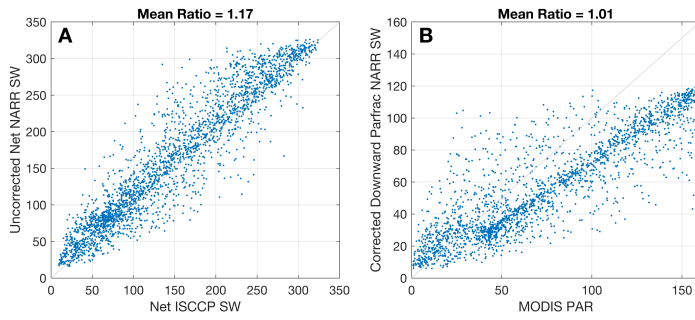 Mean Ratio = 1.17
A
Uncorrected Net NARR SW
350
300
250
200
150
100
50
0
0 50 100 150 200 250 300 350
Net ISCCP SW
Mean Ratio = 1.01
B
Corrected Downward Parfrac NARR SW
160
140
120
100
80
60
40
20
0
0 50 100 150
MODIS PAR